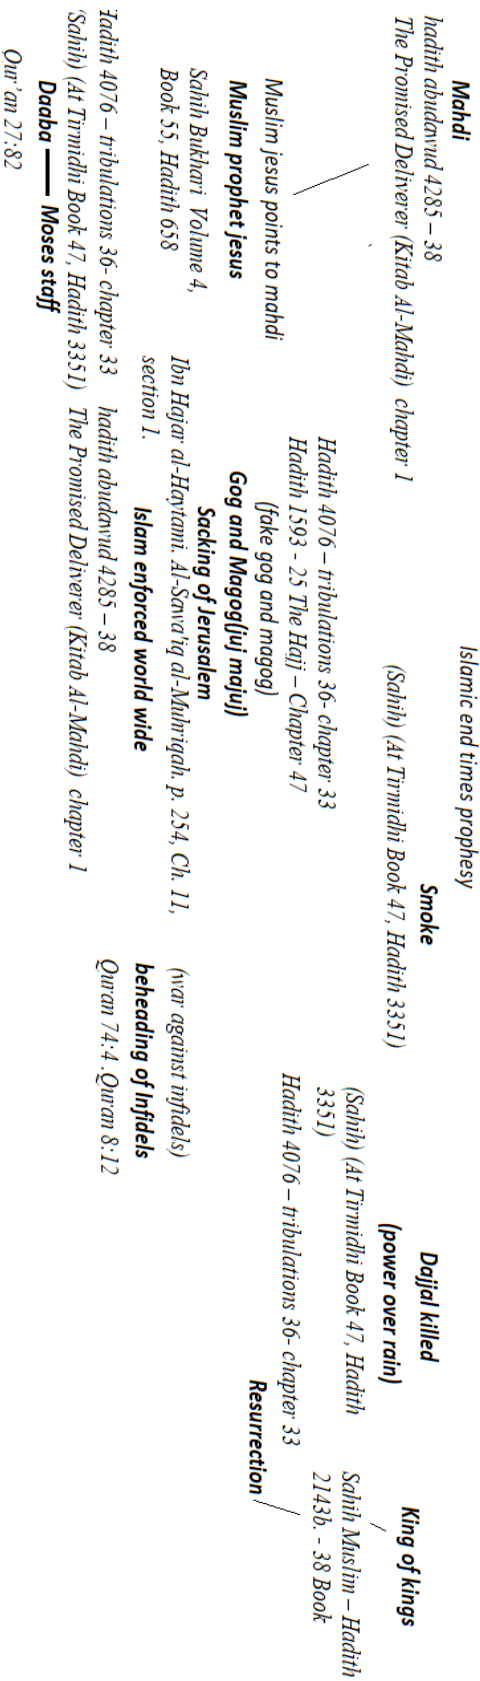 Islamic end times prophesy
Mahdi
hadith abudawud 4285 – 38
The Promised Deliverer (Kitab Al-Mahdi)  chapter 1
Smoke
(Sahih) (At Tirmidhi Book 47, Hadith 3351)
Dajjal killed
(power over rain)
(Sahih) (At Tirmidhi Book 47, Hadith
3351)
Hadith 4076 – tribulations 36- chapter 33
King of kings
Sahih Muslim – Hadith
2143b. - 38 Book
Resurrection
Muslim jesus points to mahdi
Muslim prophet jesus
Sahih Bukhari  Volume 4,
Book 55, Hadith 658
Hadith 4076 – tribulations 36- chapter 33
Hadith 1593 - 25 The Hajj – Chapter 47
(fake gog and magog)
Gog and Magog(juj majuj)
Sacking of Jerusalem
Ibn Hajar al-Haytami. Al-Sawa'iq al-Muhriqah. p. 254, Ch. 11,
section 1.
Islam enforced world wide
hadith abudawud 4285 – 38
The Promised Deliverer (Kitab Al-Mahdi)  chapter 1
(war against infidels)
beheading of Infidels
Quran 74:4 .Quran 8:12
Hadith 4076 – tribulations 36- chapter 33
(Sahih) (At Tirmidhi Book 47, Hadith 3351)
Daaba — Moses staff
Qur'an 27:82